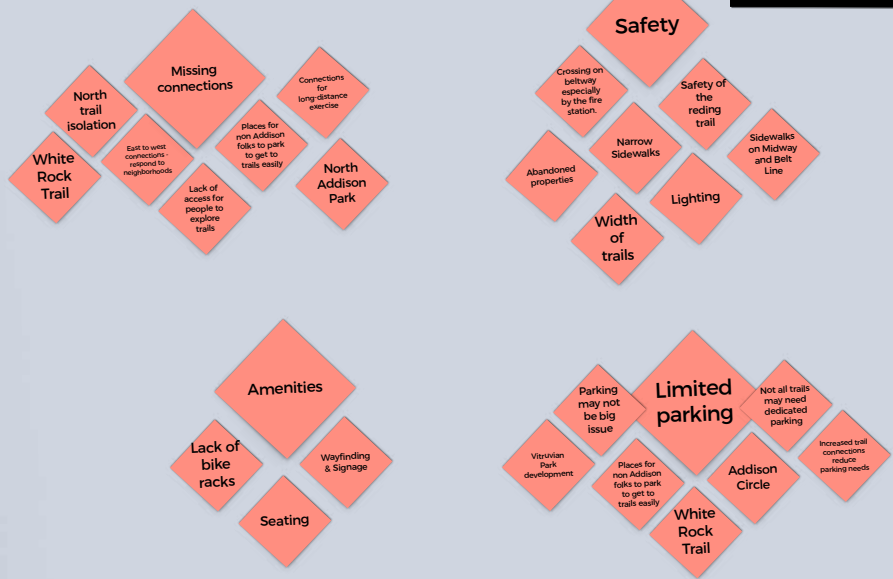 Missing
connections
North
trail
isolation
White
Rock
Trail
East to west
connections -
respond to
neighborhoods
Lack of
access for
people to
explore
trails
Places for
non Addison
folks to park
to get to
trails easily
Connections
for
long-distance
exercise
North
Addison
Park
Safety
Crossing on
beltway
especially
by the fire
station.
Safety of
the
reding
trail
Narrow
Sidewalks
Sidewalks
on Midway
and Belt
Line
Abandoned
properties
Lighting
Width
of
trails
Amenities
Lack of
bike
racks
Wayfinding
& Signage
Seating
Limited
parking
Parking
may not
be big
issue
Not all trails
may need
dedicated
parking
Vitruvian
Park
development
Places for
non Addison
folks to park
to get to
trails easily
Addison
Circle
Increased trail
connections
reduce
parking needs
White
Rock
Trail